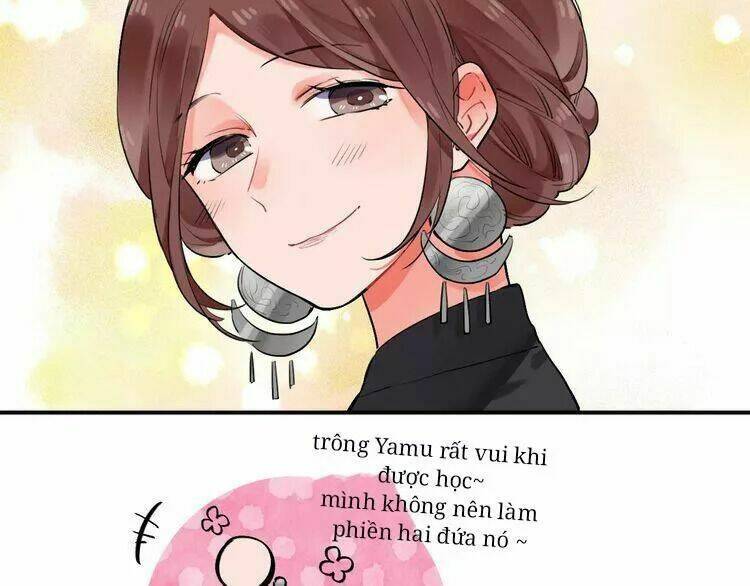 trông Yamu rất vui khi
được học~
mình không nên làm
phiền hai đứa nó ~